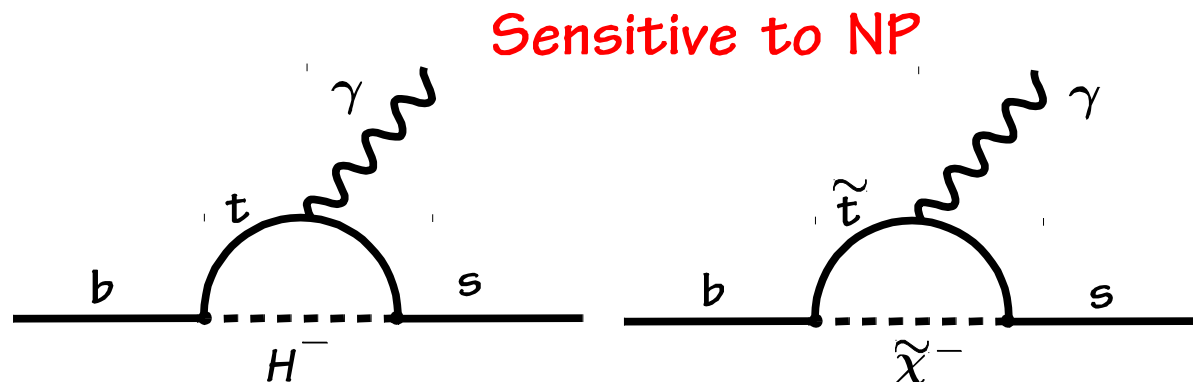 Sensitive to NP
γ γ
t t̃
b s b s
H⁻ χ̃⁻